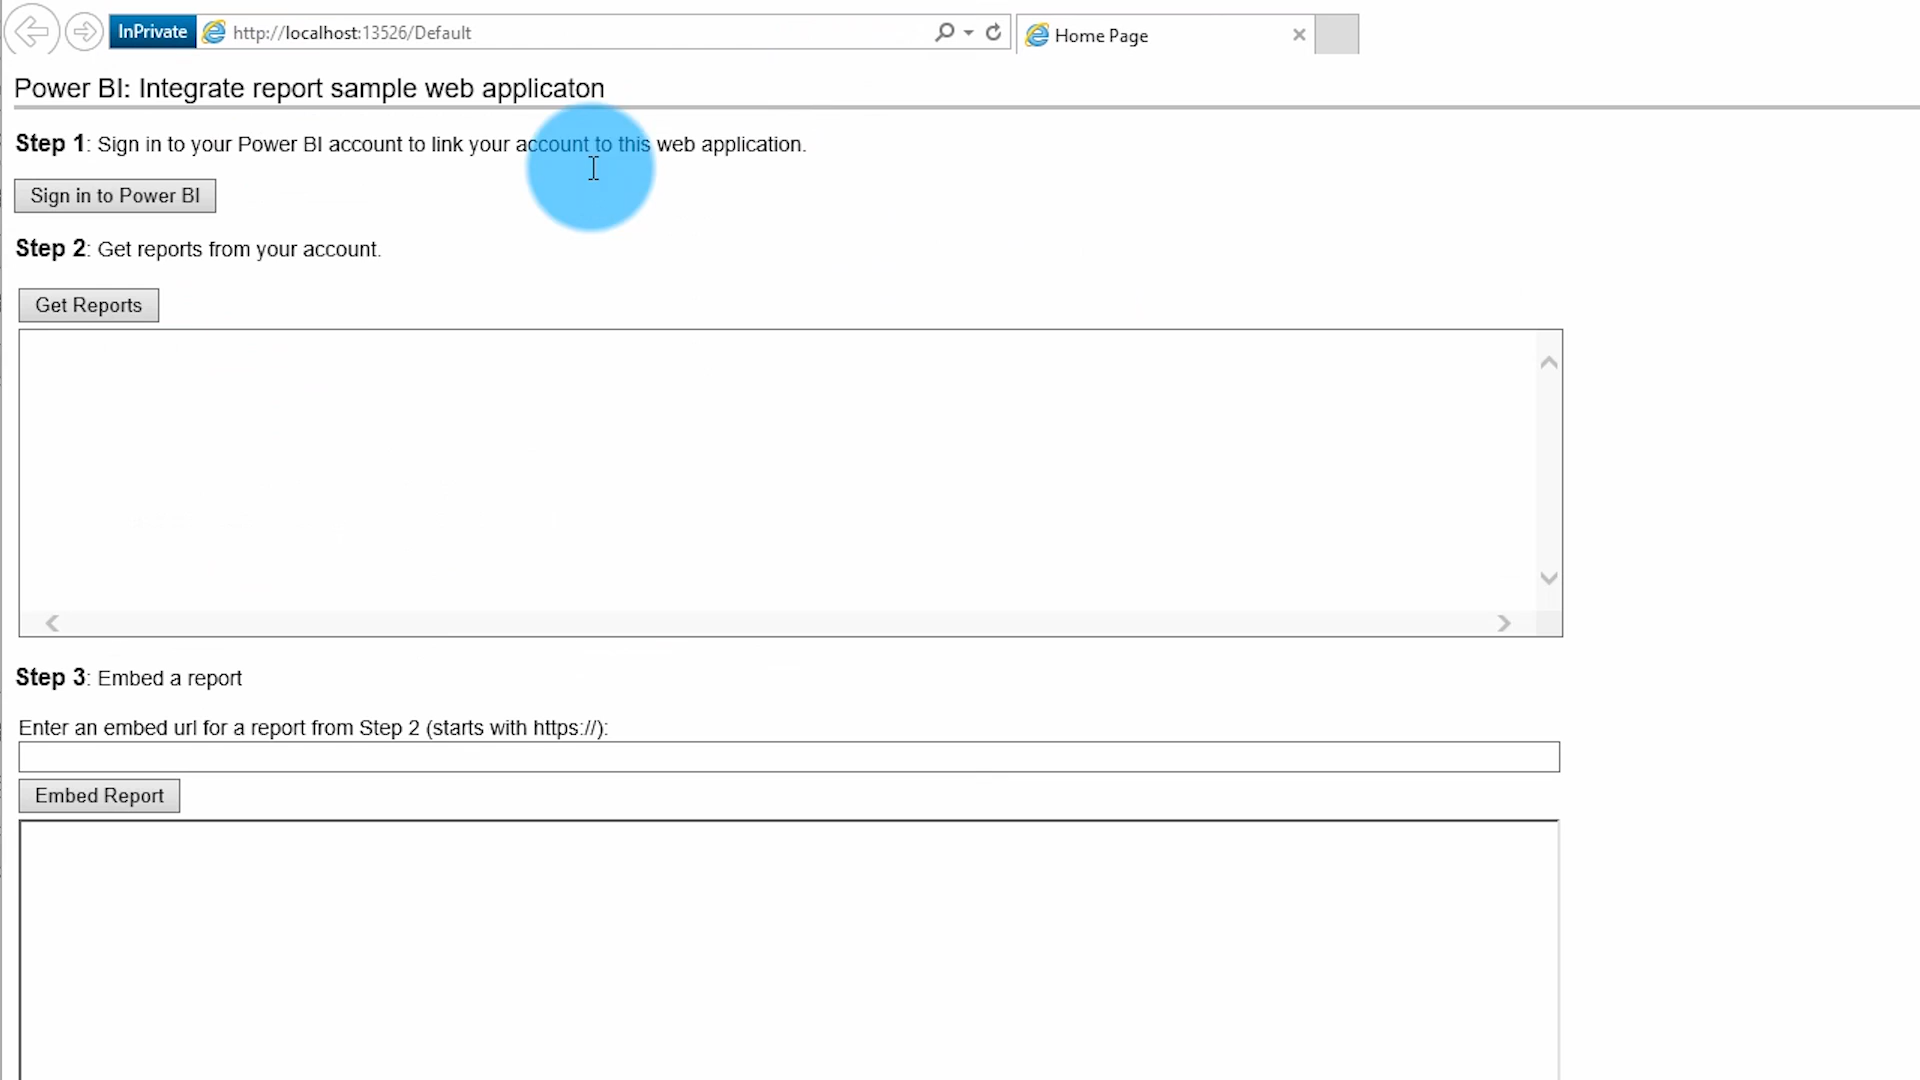 InPrivate http://localhost:13526/Default Home Page
Power BI: Integrate report sample web applicaton
Step 1: Sign in to your Power BI account to link your account to this web application.
Sign in to Power BI
Step 2: Get reports from your account.
Get Reports
Step 3: Embed a report
Enter an embed url for a report from Step 2 (starts with https://):
Embed Report